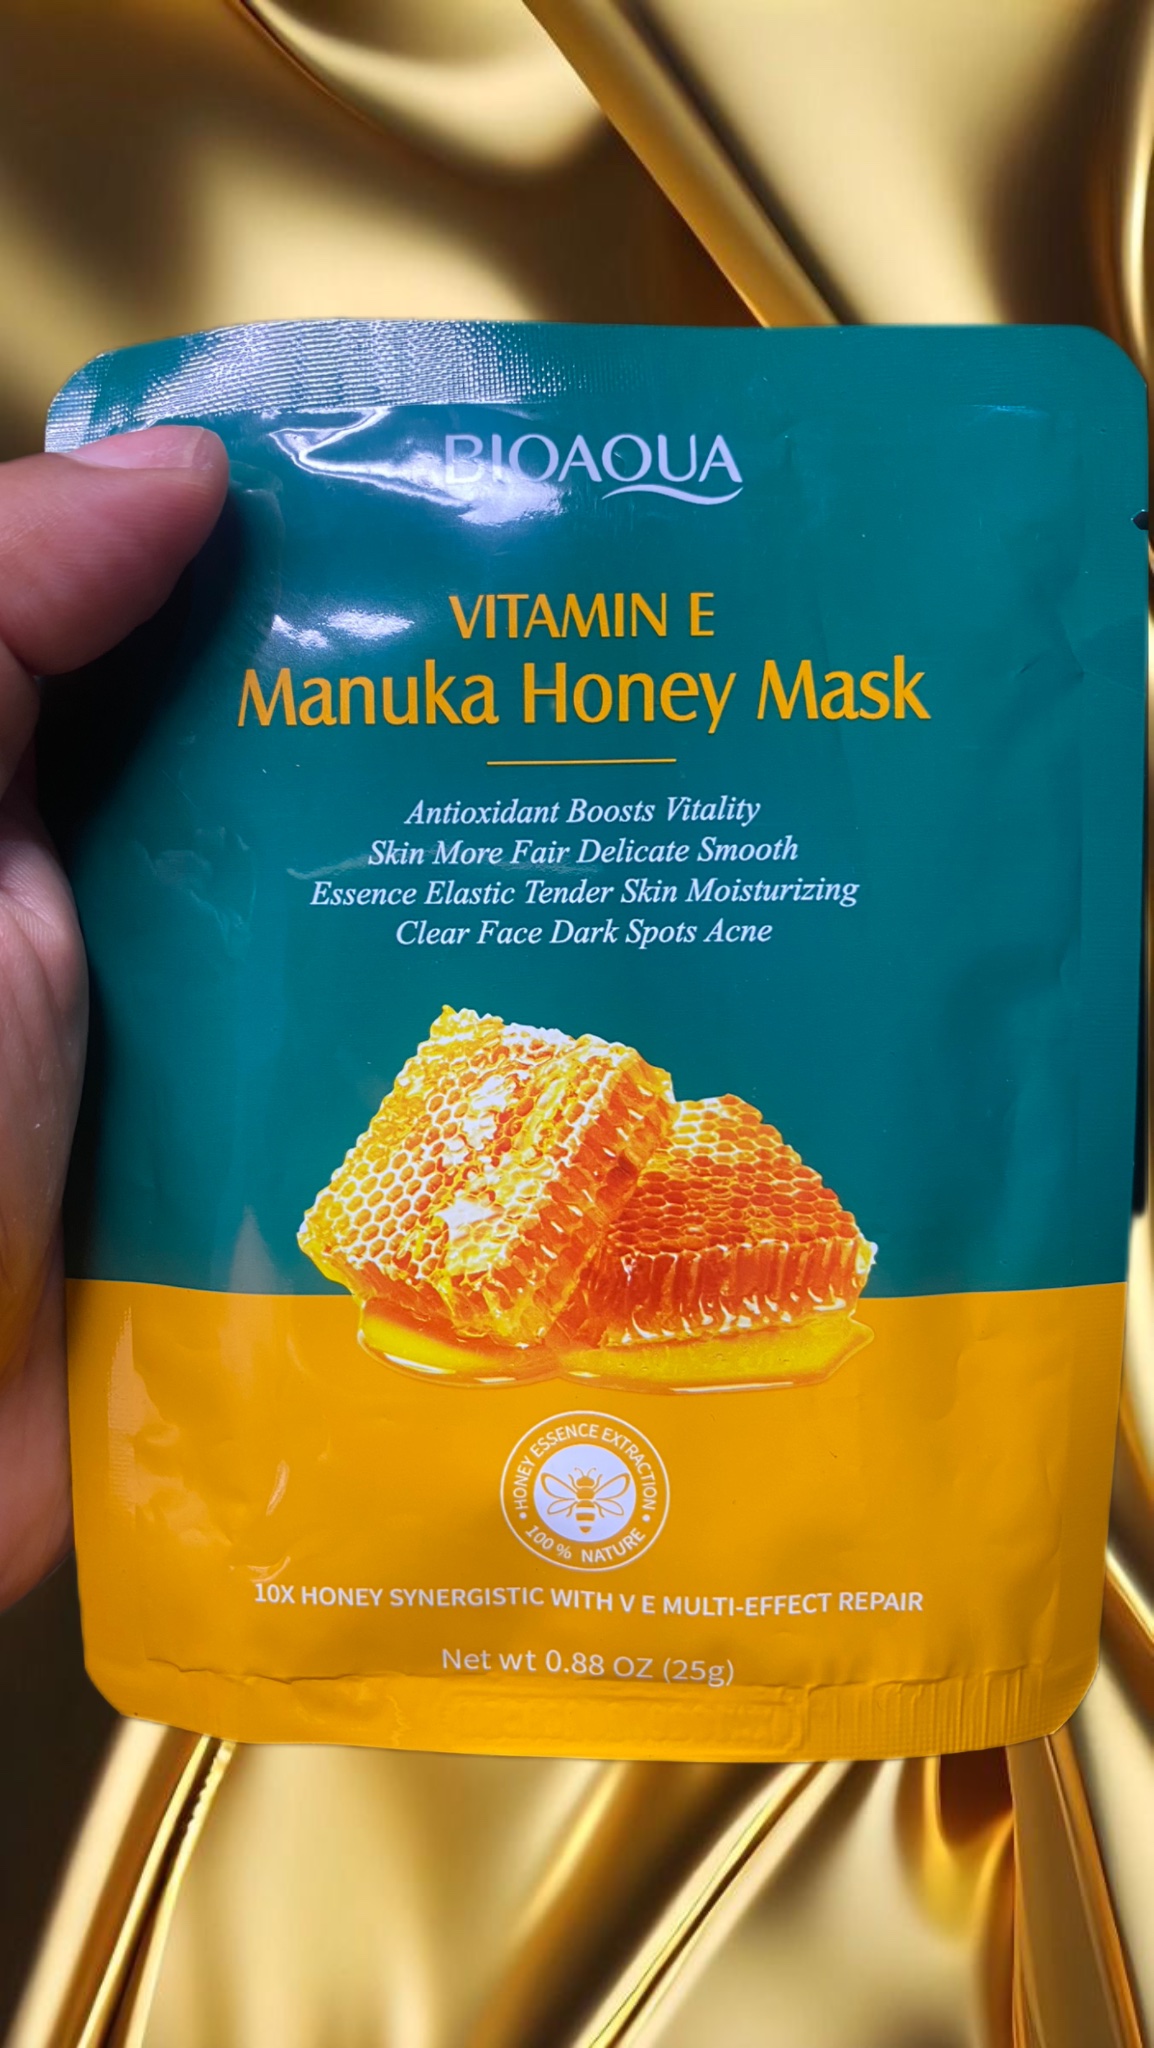 BIOAQUA
VITAMIN E
Manuka Honey Mask
Antioxidant Boosts Vitality
Skin More Fair Delicate Smooth
Essence Elastic Tender Skin Moisturizing
Clear Face Dark Spots Acne
HONEY ESSENCE EXTRACTION
100% NATURE
10X HONEY SYNERGISTIC WITH V E MULTI-EFFECT REPAIR
Net wt 0.88 OZ (25g)